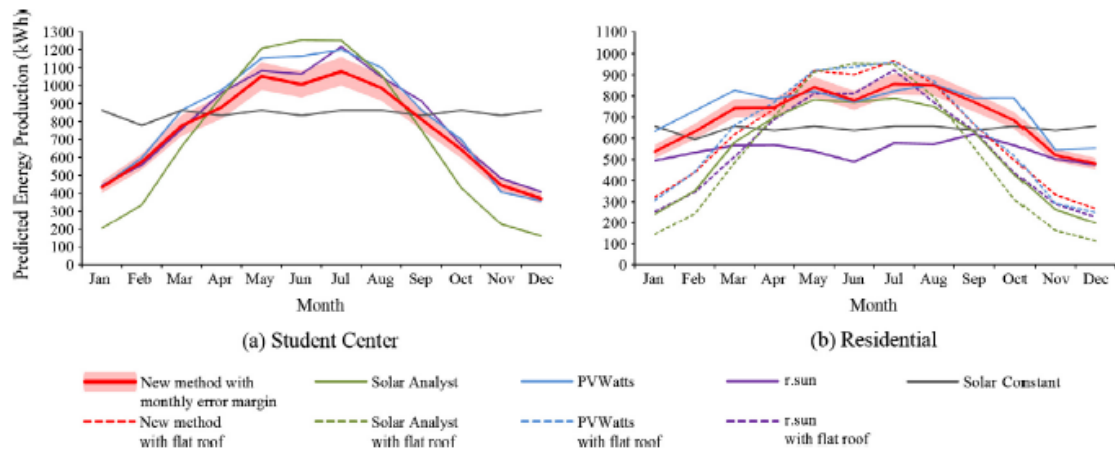 Predicted Energy Production (kWh)
1300
1200
1100
1000
900
800
700
600
500
400
300
200
100
0
Jan Feb Mar Apr May Jun Jul Aug Sep Oct Nov Dec
Month
(a) Student Center
1100
1000
900
800
700
600
500
400
300
200
100
0
Jan Feb Mar Apr May Jun Jul Aug Sep Oct Nov Dec
Month
(b) Residential
New method with
monthly error margin
Solar Analyst
PVWatts
r.sun
Solar Constant
New method
with flat roof
Solar Analyst
with flat roof
PVWatts
with flat roof
r.sun
with flat roof